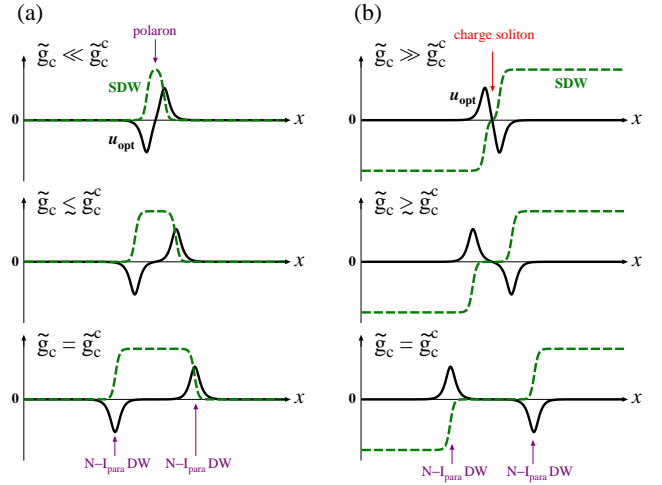 (a)
polaron
g̃c ≪ g̃cᶜ
SDW
0
x
uopt
g̃c ≲ g̃cᶜ
0
x
g̃c = g̃cᶜ
0
x
N–Ipara DW
N–Ipara DW
(b)
charge soliton
g̃c ≫ g̃cᶜ
uopt
SDW
0
x
g̃c ≳ g̃cᶜ
0
x
g̃c = g̃cᶜ
0
x
N–Ipara DW
N–Ipara DW